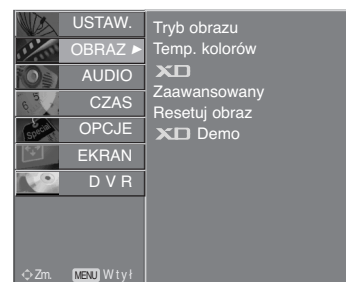 USTAW.
OBRAZ ►
AUDIO
CZAS
OPCJE
EKRAN
D V R
Tryb obrazu
Temp. kolorów
XD
Zaawansowany
Resetuj obraz
XD Demo
Zm. MENU Wtył